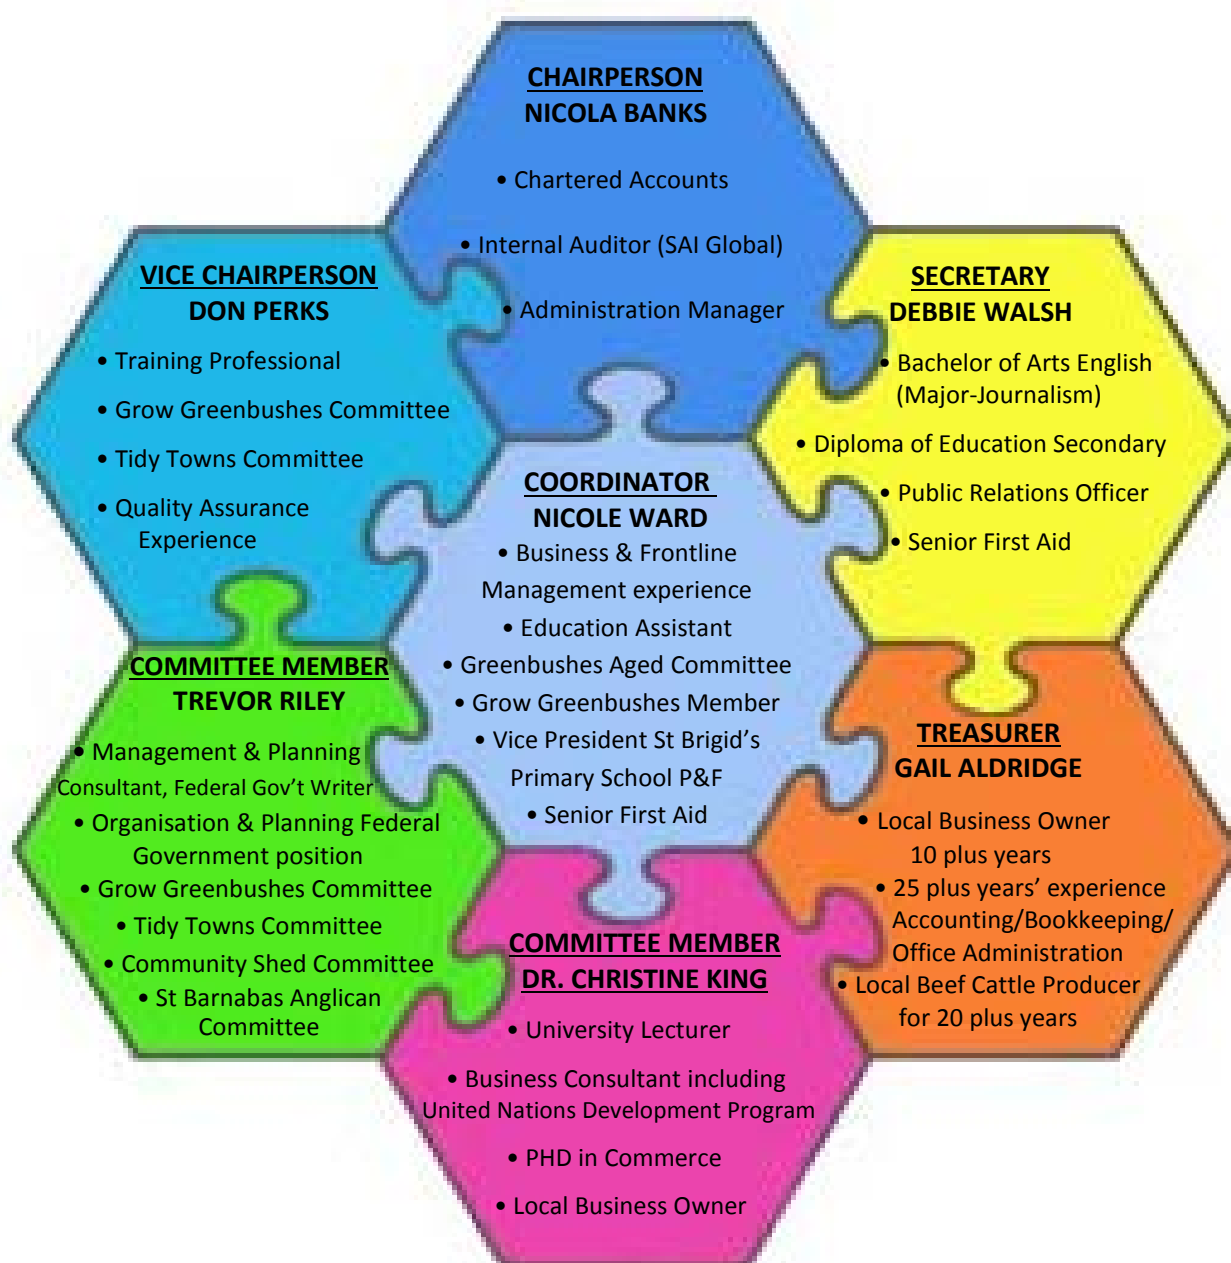 CHAIRPERSON
NICOLA BANKS
• Chartered Accounts
• Internal Auditor (SAI Global)
• Administration Manager
VICE CHAIRPERSON
DON PERKS
• Training Professional
• Grow Greenbushes Committee
• Tidy Towns Committee
• Quality Assurance
Experience
SECRETARY
DEBBIE WALSH
• Bachelor of Arts English
(Major-Journalism)
• Diploma of Education Secondary
• Public Relations Officer
• Senior First Aid
COORDINATOR
NICOLE WARD
• Business & Frontline
Management experience
• Education Assistant
• Greenbushes Aged Committee
• Grow Greenbushes Member
• Vice President St Brigid’s
Primary School P&F
• Senior First Aid
COMMITTEE MEMBER
TREVOR RILEY
• Management & Planning
Consultant, Federal Gov’t Writer
• Organisation & Planning Federal
Government position
• Grow Greenbushes Committee
• Tidy Towns Committee
• Community Shed Committee
• St Barnabas Anglican
Committee
TREASURER
GAIL ALDRIDGE
• Local Business Owner
10 plus years
• 25 plus years’ experience
Accounting/Bookkeeping/
Office Administration
• Local Beef Cattle Producer
for 20 plus years
COMMITTEE MEMBER
DR. CHRISTINE KING
• University Lecturer
• Business Consultant including
United Nations Development Program
• PHD in Commerce
• Local Business Owner